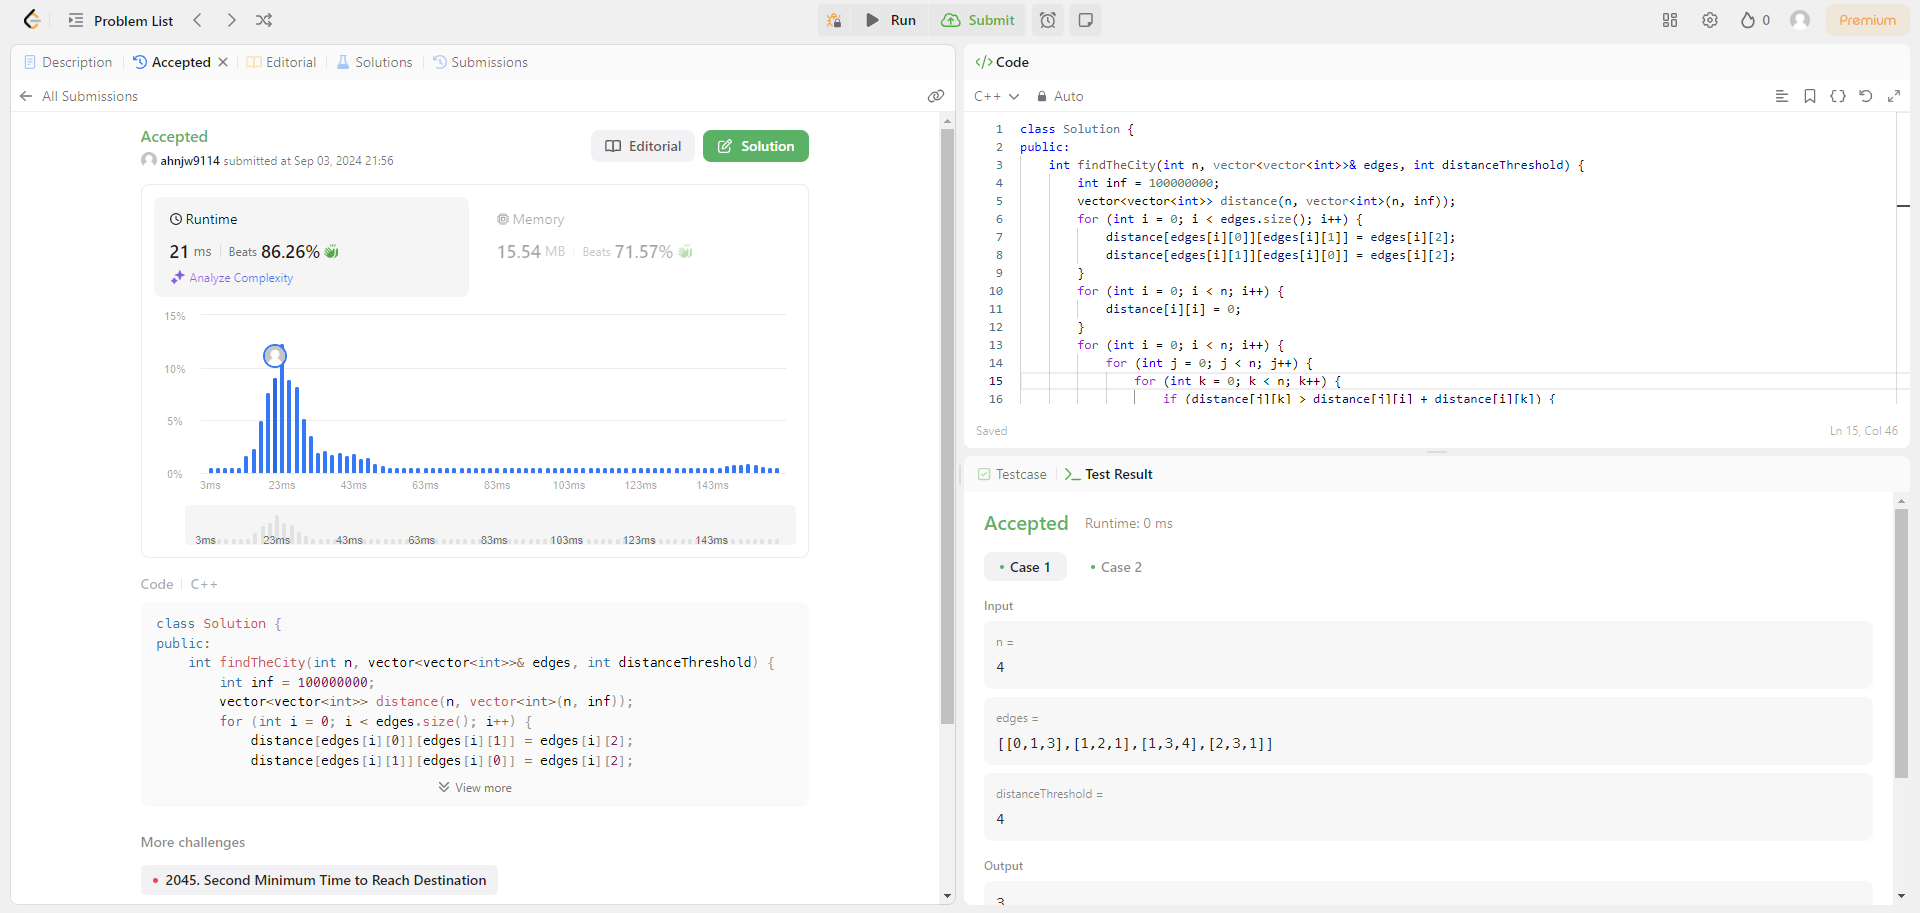 Problem List
Run
Submit
0
Premium
Description
Accepted
Editorial
Solutions
Submissions
All Submissions
Accepted
ahnjw9114 submitted at Sep 03, 2024 21:56
Editorial
Solution
Runtime
21 ms
Beats 86.26%
Analyze Complexity
Memory
15.54 MB
Beats 71.57%
15%
10%
5%
0%
3ms 23ms 43ms 63ms 83ms 103ms 123ms 143ms
3ms 23ms 43ms 63ms 83ms 103ms 123ms 143ms
Code
C++
class Solution {
public:
    int findTheCity(int n, vector<vector<int>>& edges, int distanceThreshold) {
        int inf = 100000000;
        vector<vector<int>> distance(n, vector<int>(n, inf));
        for (int i = 0; i < edges.size(); i++) {
            distance[edges[i][0]][edges[i][1]] = edges[i][2];
            distance[edges[i][1]][edges[i][0]] = edges[i][2];
View more
More challenges
2045. Second Minimum Time to Reach Destination
</> Code
C++
Auto
1 class Solution {
2 public:
3     int findTheCity(int n, vector<vector<int>>& edges, int distanceThreshold) {
4         int inf = 100000000;
5         vector<vector<int>> distance(n, vector<int>(n, inf));
6         for (int i = 0; i < edges.size(); i++) {
7             distance[edges[i][0]][edges[i][1]] = edges[i][2];
8             distance[edges[i][1]][edges[i][0]] = edges[i][2];
9         }
10         for (int i = 0; i < n; i++) {
11             distance[i][i] = 0;
12         }
13         for (int i = 0; i < n; i++) {
14             for (int j = 0; j < n; j++) {
15                 for (int k = 0; k < n; k++) {
16                     if (distance[j][k] > distance[j][i] + distance[i][k]) {
Saved
Ln 15, Col 46
Testcase
Test Result
Accepted
Runtime: 0 ms
Case 1
Case 2
Input
n =
4
edges =
[[0,1,3],[1,2,1],[1,3,4],[2,3,1]]
distanceThreshold =
4
Output
3